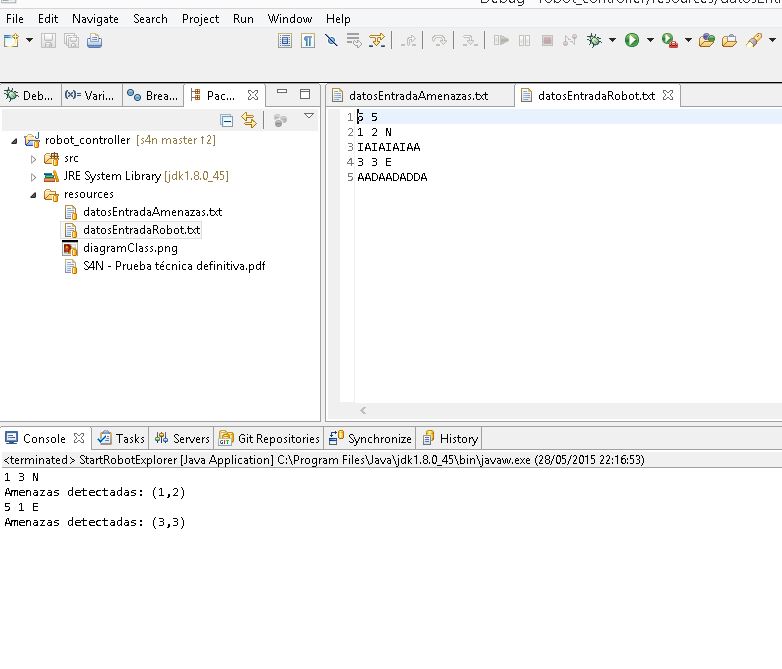 Debug - robot_controller/resources/datosEntr
File Edit Navigate Search Project Run Window Help
Deb... Vari... Brea... Pac...
datosEntradaAmenazas.txt datosEntradaRobot.txt
robot_controller [s4n master ↑2]
src
JRE System Library [jdk1.8.0_45]
resources
datosEntradaAmenazas.txt
datosEntradaRobot.txt
diagramClass.png
S4N - Prueba técnica definitiva.pdf
1 5 5
2 1 2 N
3 IAIAIAIAA
4 3 3 E
5 AADAADADDA
Console Tasks Servers Git Repositories Synchronize History
<terminated> StartRobotExplorer [Java Application] C:\Program Files\Java\jdk1.8.0_45\bin\javaw.exe (28/05/2015 22:16:53)
1 3 N
Amenazas detectadas: (1,2)
5 1 E
Amenazas detectadas: (3,3)